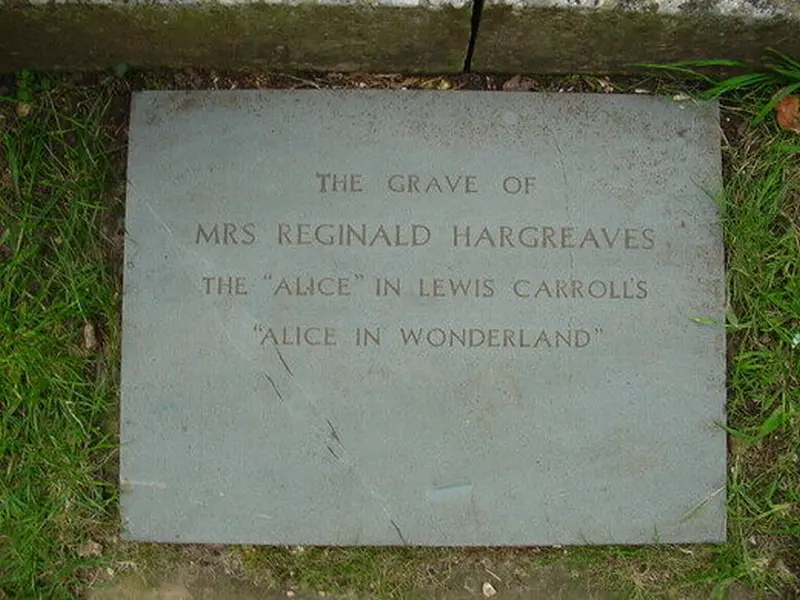 THE GRAVE OF
MRS REGINALD HARGREAVES
THE "ALICE" IN LEWIS CARROLL'S
"ALICE IN WONDERLAND"